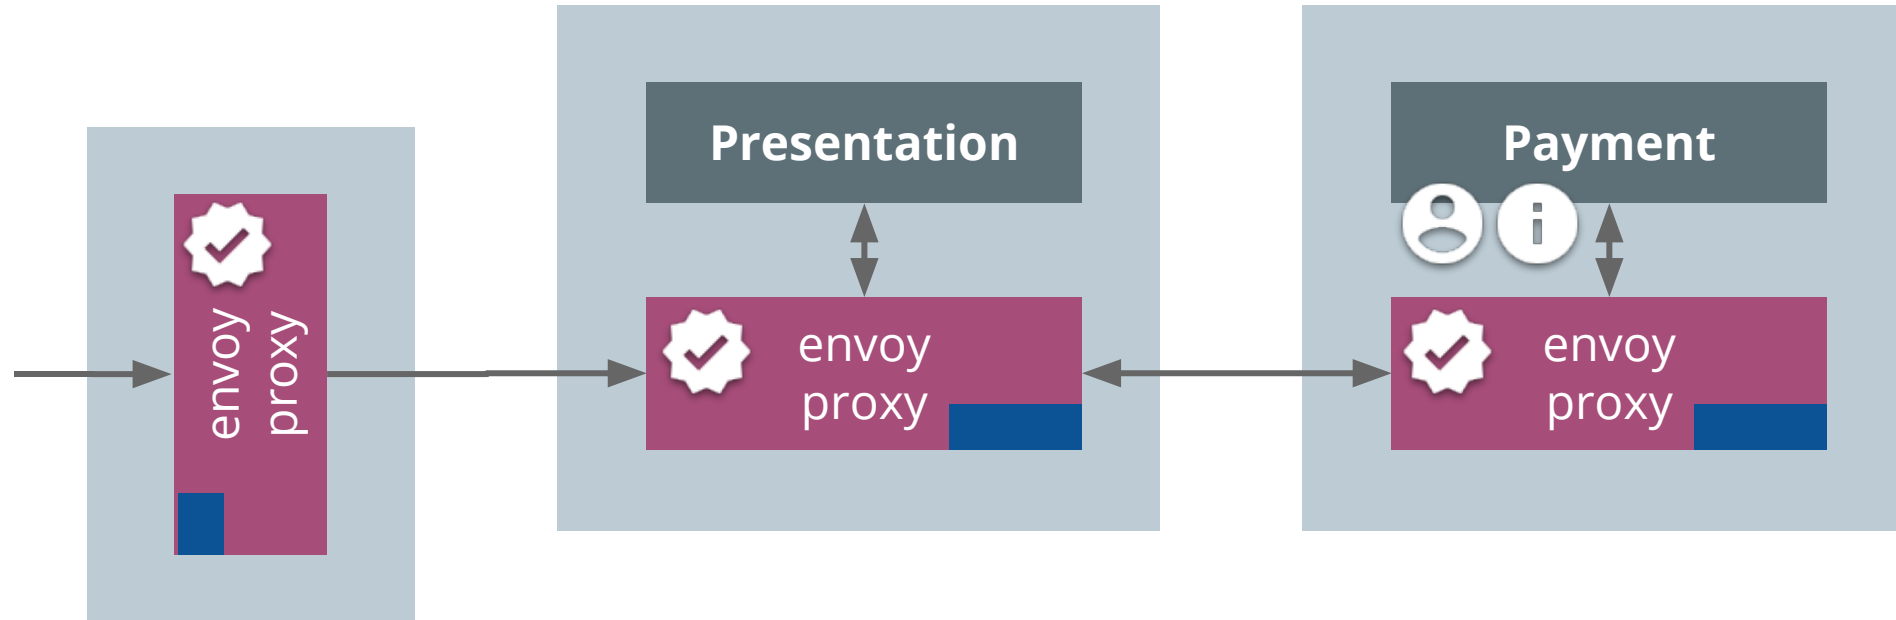 envoy
proxy
Presentation
envoy
proxy
Payment
envoy
proxy